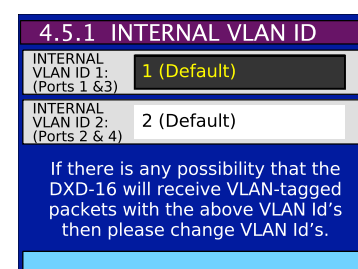 4.5.1 INTERNAL VLAN ID
INTERNAL
VLAN ID 1:
(Ports 1 &3)
1 (Default)
INTERNAL
VLAN ID 2:
(Ports 2 & 4)
2 (Default)
If there is any possibility that the
DXD-16 will receive VLAN-tagged
packets with the above VLAN Id's
then please change VLAN Id's.